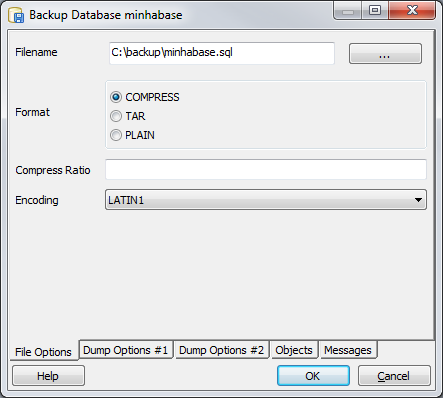 Backup Database minhabase
Filename
C:\backup\minhabase.sql
...
Format
COMPRESS
TAR
PLAIN
Compress Ratio
Encoding
LATIN1
File Options
Dump Options #1
Dump Options #2
Objects
Messages
Help
OK
Cancel